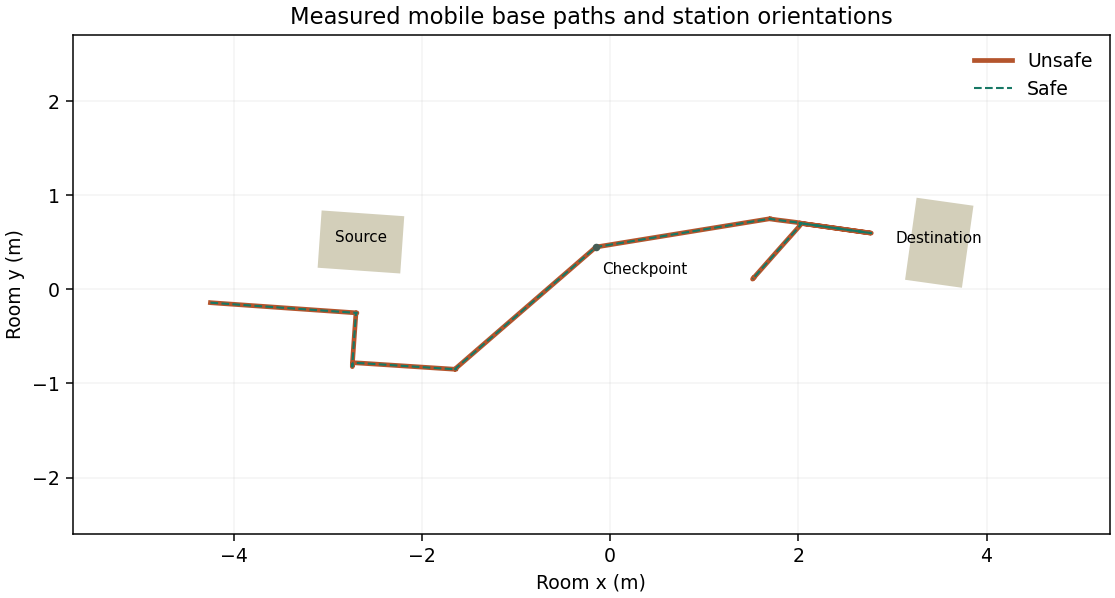 Measured mobile base paths and station orientations
Unsafe
Safe
Source
Destination
Checkpoint
2
1
0
−1
−2
−4
−2
0
2
4
Room x (m)
Room y (m)